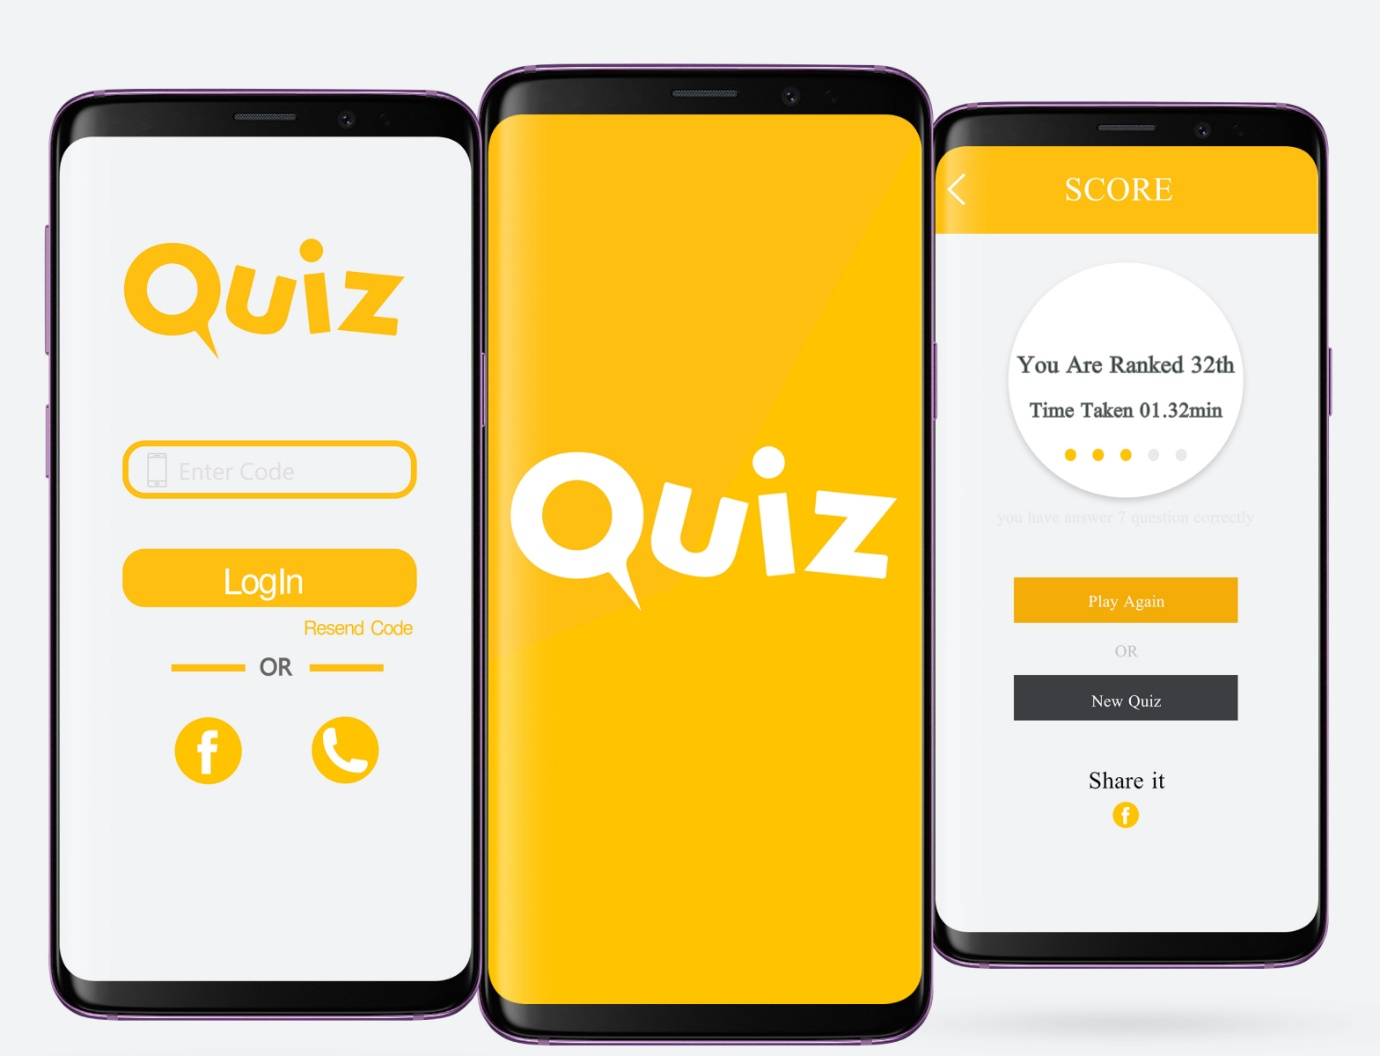 Quiz
Enter Code
LogIn
Resend Code
OR
f
Quiz
SCORE
You Are Ranked 32th
Time Taken 01.32min
you have answer 7 question correctly
Play Again
OR
New Quiz
Share it
f